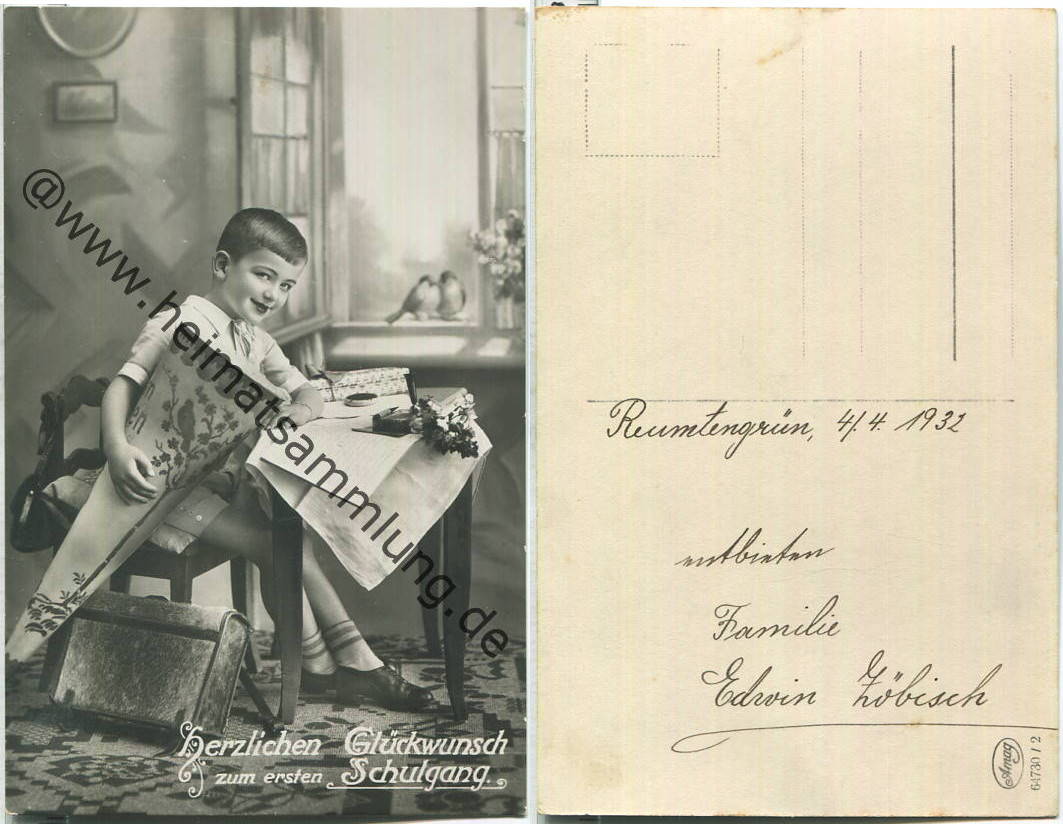 @www.heimatsammlung.de
Herzlichen Glückwunsch
zum ersten Schulgang.
Reumtengrün, 4/4. 1932
entbieten
Familie
Edwin Zöbisch
Amag
64730 / 2